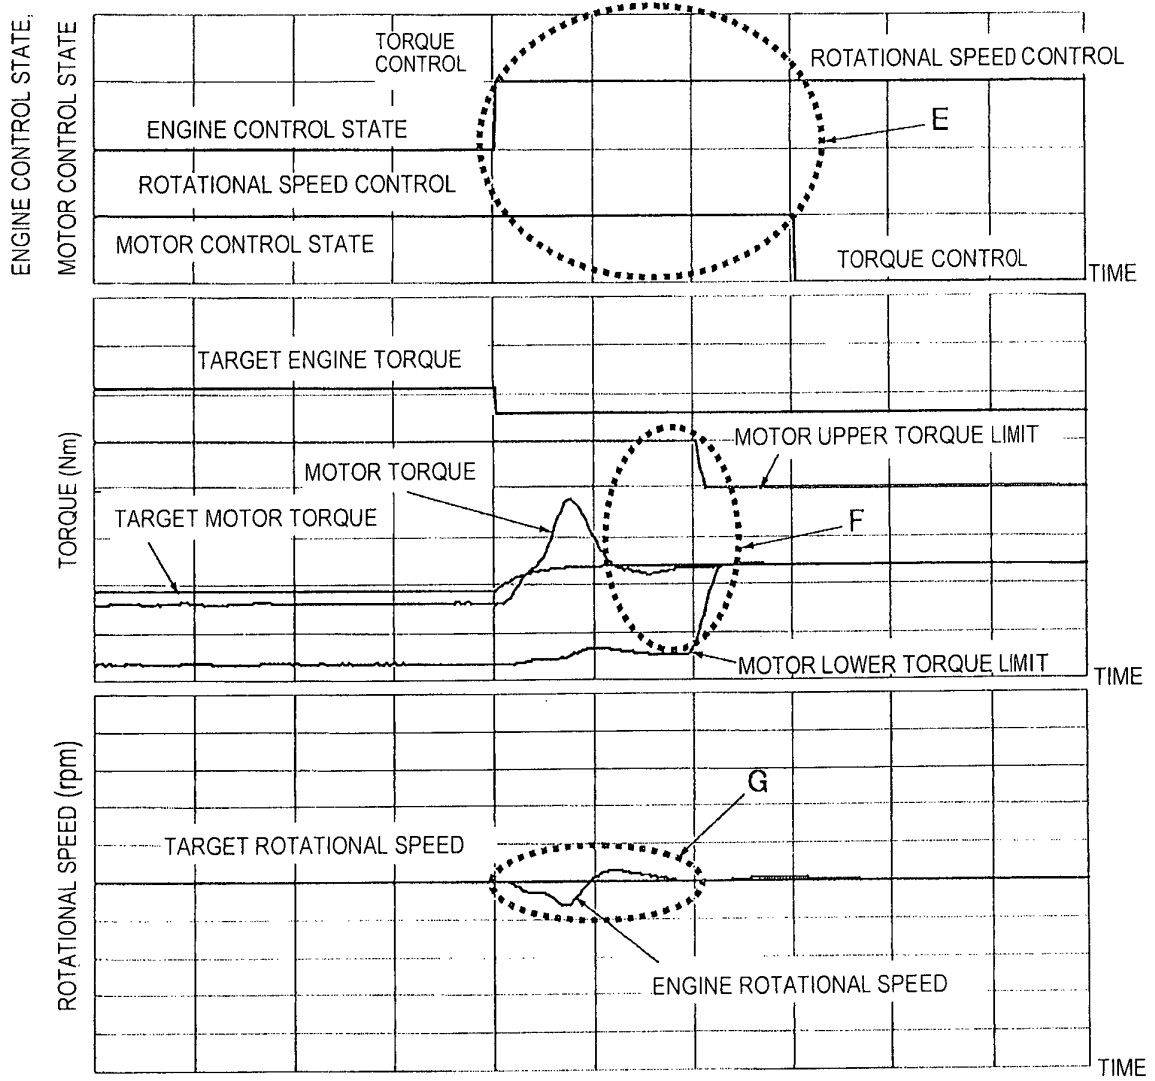 ENGINE CONTROL STATE,
MOTOR CONTROL STATE
TORQUE
CONTROL
ROTATIONAL SPEED CONTROL
ENGINE CONTROL STATE
E
ROTATIONAL SPEED CONTROL
MOTOR CONTROL STATE
TORQUE CONTROL
TIME
TORQUE (Nm)
TARGET ENGINE TORQUE
MOTOR UPPER TORQUE LIMIT
MOTOR TORQUE
TARGET MOTOR TORQUE
F
MOTOR LOWER TORQUE LIMIT
TIME
ROTATIONAL SPEED (rpm)
G
TARGET ROTATIONAL SPEED
ENGINE ROTATIONAL SPEED
TIME